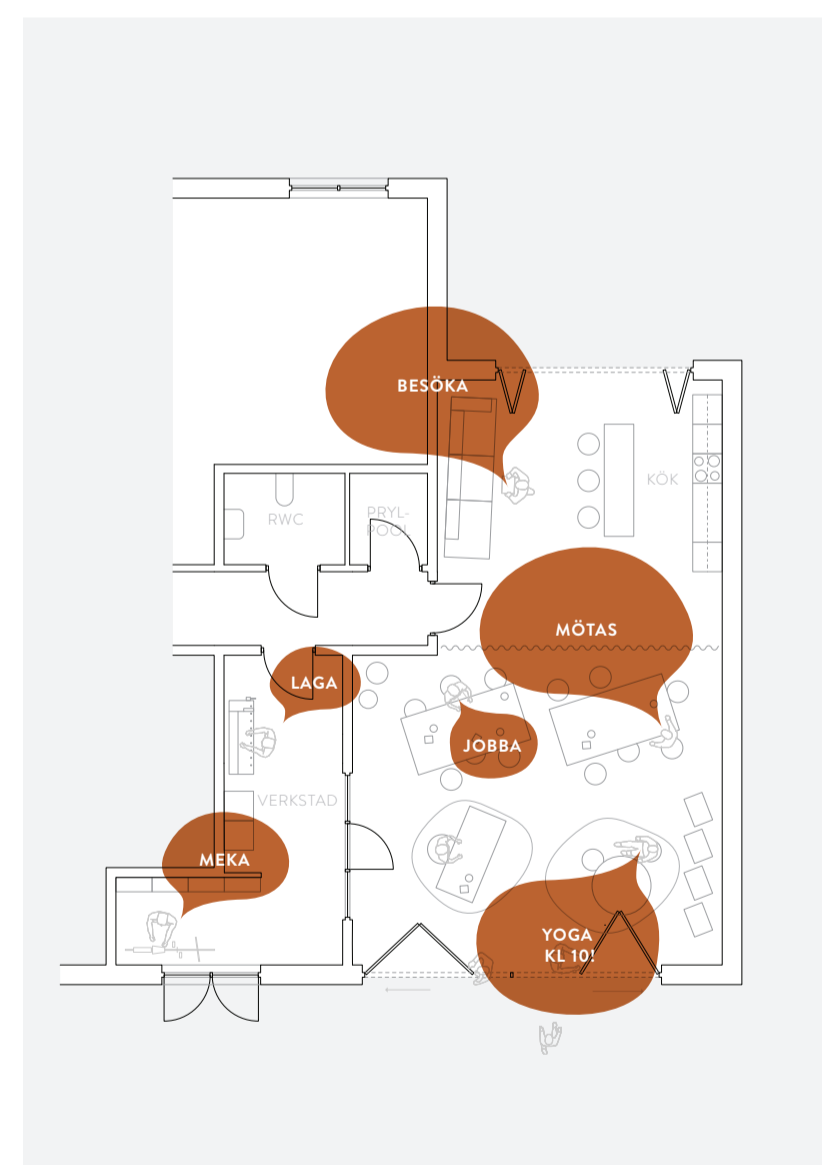 BESÖKA
KÖK
RWC
PRYL-
POOL
MÖTAS
LAGA
JOBBA
VERKSTAD
MEKA
YOGA
KL 10!